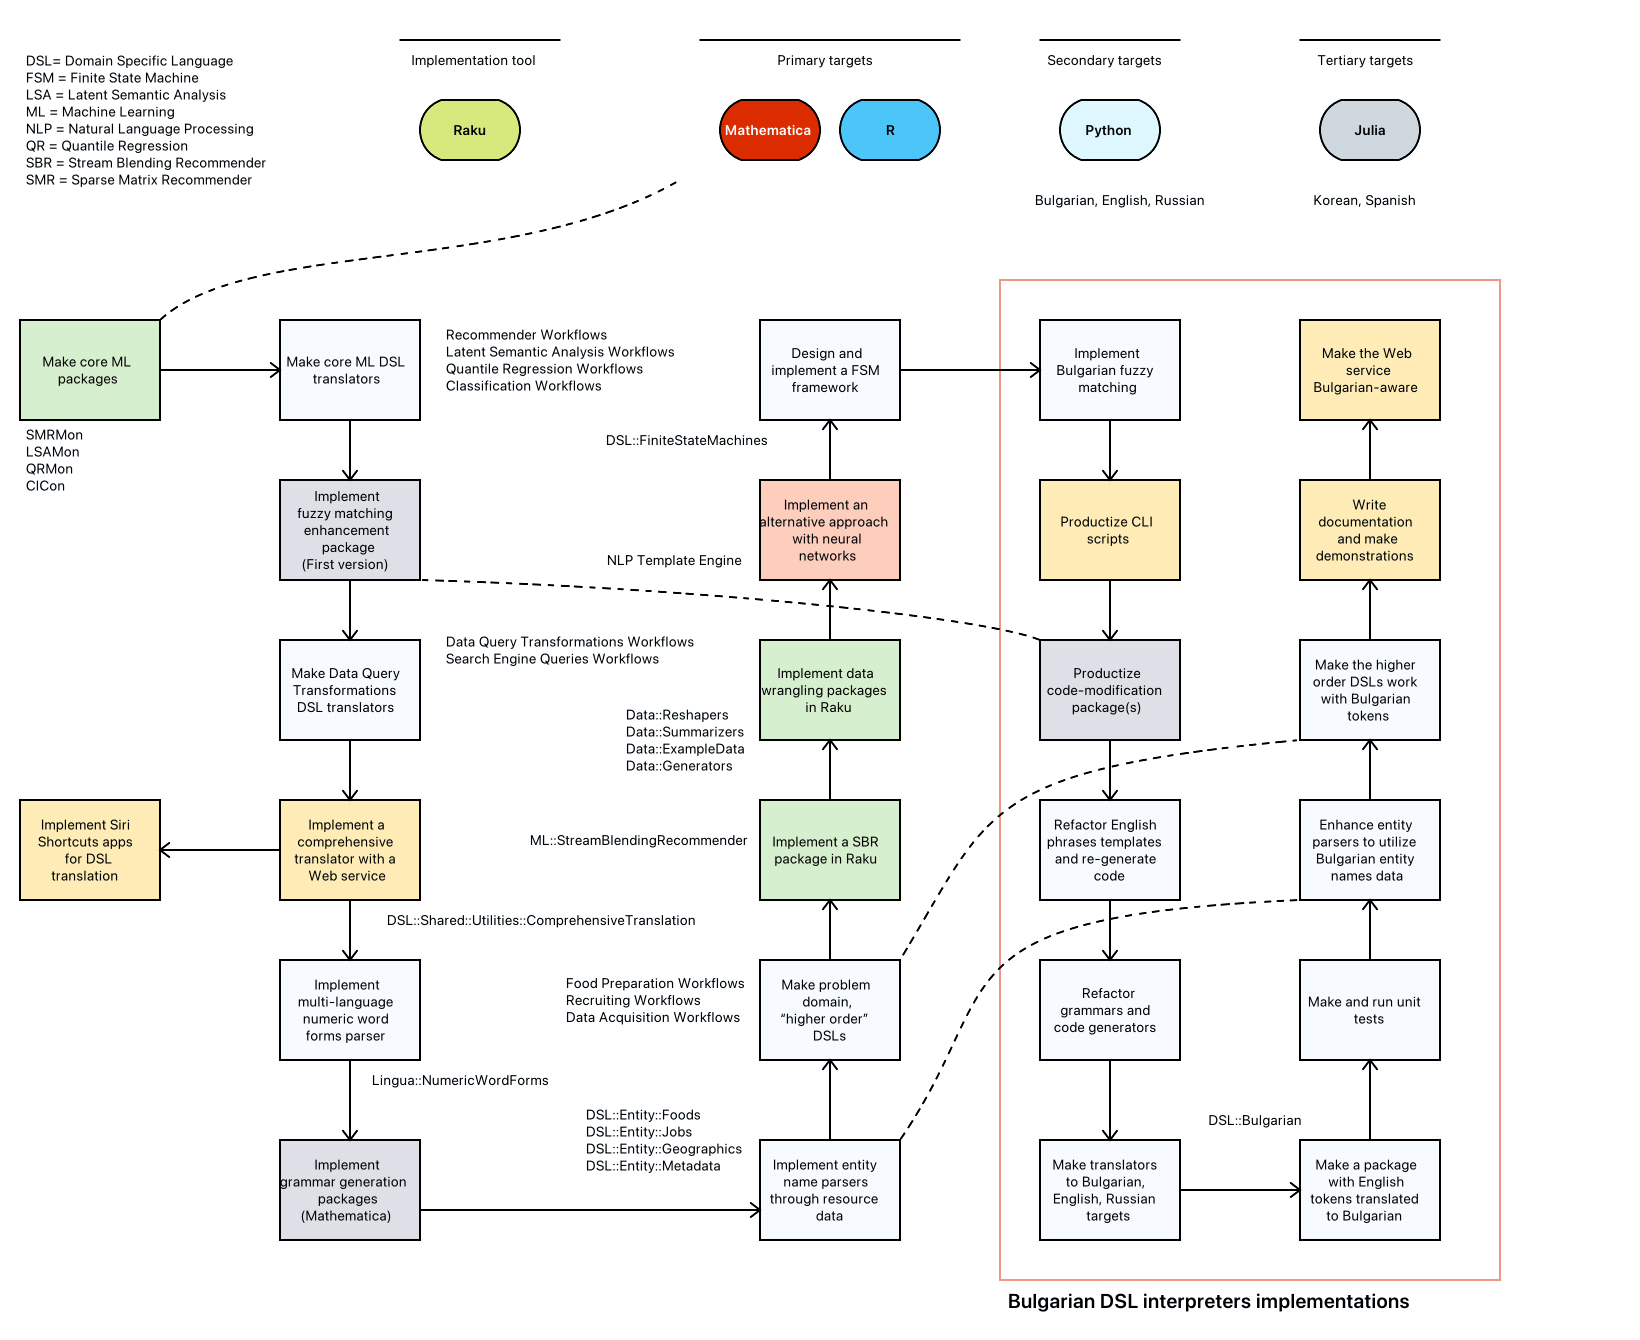 DSL= Domain Specific Language
FSM = Finite State Machine
LSA = Latent Semantic Analysis
ML = Machine Learning
NLP = Natural Language Processing
QR = Quantile Regression
SBR = Stream Blending Recommender
SMR = Sparse Matrix Recommender
Implementation tool
Raku
Primary targets
Mathematica
R
Secondary targets
Python
Bulgarian, English, Russian
Tertiary targets
Julia
Korean, Spanish
Make core ML
packages
SMRMon
LSAMon
QRMon
ClCon
Make core ML DSL
translators
Recommender Workflows
Latent Semantic Analysis Workflows
Quantile Regression Workflows
Classification Workflows
Implement
fuzzy matching
enhancement
package
(First version)
Make Data Query
Transformations
DSL translators
Data Query Transformations Workflows
Search Engine Queries Workflows
Implement a
comprehensive
translator with a
Web service
Implement Siri
Shortcuts apps
for DSL
translation
DSL::Shared::Utilities::ComprehensiveTranslation
Implement
multi-language
numeric word
forms parser
Lingua::NumericWordForms
Implement
grammar generation
packages
(Mathematica)
DSL::Entity::Foods
DSL::Entity::Jobs
DSL::Entity::Geographics
DSL::Entity::Metadata
Implement entity
name parsers
through resource
data
Food Preparation Workflows
Recruiting Workflows
Data Acquisition Workflows
Make problem
domain,
“higher order”
DSLs
ML::StreamBlendingRecommender
Implement a SBR
package in Raku
Data::Reshapers
Data::Summarizers
Data::ExampleData
Data::Generators
Implement data
wrangling packages
in Raku
NLP Template Engine
Implement an
alternative approach
with neural
networks
DSL::FiniteStateMachines
Design and
implement a FSM
framework
Implement
Bulgarian fuzzy
matching
Productize CLI
scripts
Productize
code-modification
package(s)
Refactor English
phrases templates
and re-generate
code
Refactor
grammars and
code generators
Make translators
to Bulgarian,
English, Russian
targets
DSL::Bulgarian
Make a package
with English
tokens translated
to Bulgarian
Make and run unit
tests
Enhance entity
parsers to utilize
Bulgarian entity
names data
Make the higher
order DSLs work
with Bulgarian
tokens
Write
documentation
and make
demonstrations
Make the Web
service
Bulgarian-aware
Bulgarian DSL interpreters implementations